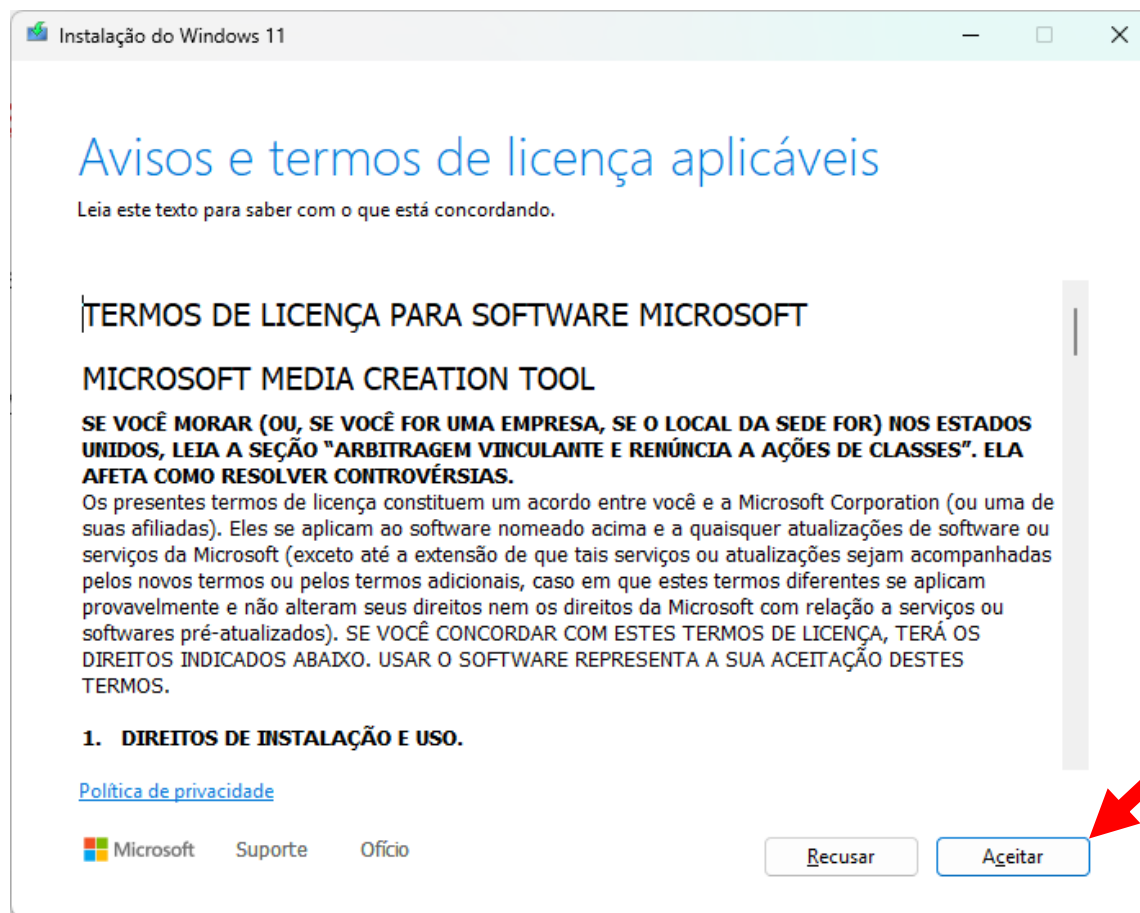 Instalação do Windows 11
Avisos e termos de licença aplicáveis
Leia este texto para saber com o que está concordando.
TERMOS DE LICENÇA PARA SOFTWARE MICROSOFT
MICROSOFT MEDIA CREATION TOOL
SE VOCÊ MORAR (OU, SE VOCÊ FOR UMA EMPRESA, SE O LOCAL DA SEDE FOR) NOS ESTADOS
UNIDOS, LEIA A SEÇÃO “ARBITRAGEM VINCULANTE E RENÚNCIA A AÇÕES DE CLASSES”. ELA
AFETA COMO RESOLVER CONTROVÉRSIAS.
Os presentes termos de licença constituem um acordo entre você e a Microsoft Corporation (ou uma de
suas afiliadas). Eles se aplicam ao software nomeado acima e a quaisquer atualizações de software ou
serviços da Microsoft (exceto até a extensão de que tais serviços ou atualizações sejam acompanhadas
pelos novos termos ou pelos termos adicionais, caso em que estes termos diferentes se aplicam
provavelmente e não alteram seus direitos nem os direitos da Microsoft com relação a serviços ou
softwares pré-atualizados). SE VOCÊ CONCORDAR COM ESTES TERMOS DE LICENÇA, TERÁ OS
DIREITOS INDICADOS ABAIXO. USAR O SOFTWARE REPRESENTA A SUA ACEITAÇÃO DESTES
TERMOS.
1. DIREITOS DE INSTALAÇÃO E USO.
Política de privacidade
Microsoft Suporte Ofício
Recusar Aceitar